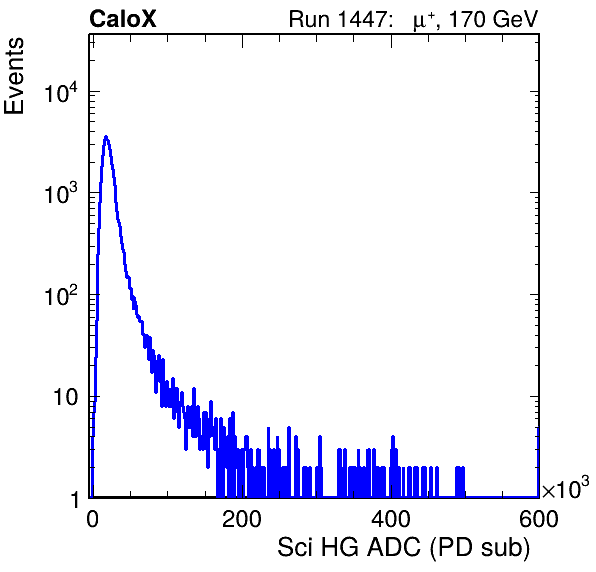 CaloX Run 1447: μ⁺, 170 GeV
Events
10⁴
10³
10²
10
1
0 200 400 600
×10³
Sci HG ADC (PD sub)